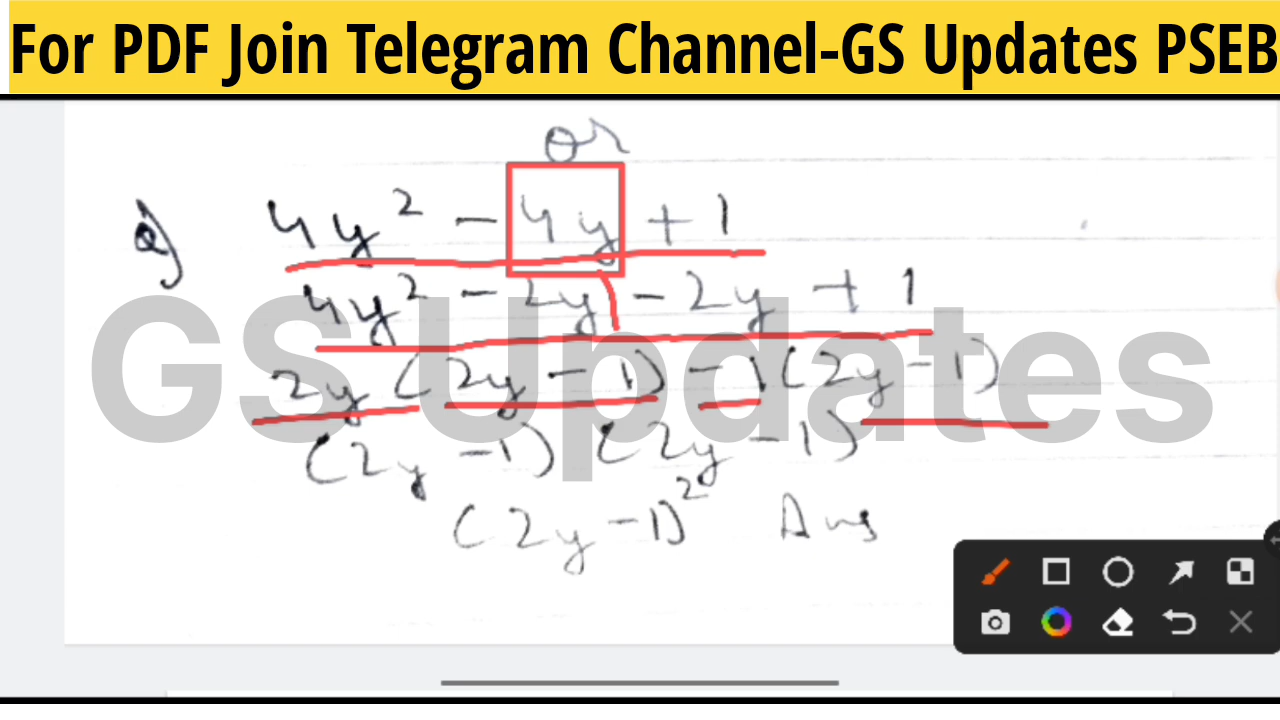 For PDF Join Telegram Channel-GS Updates PSEB
or
Q) 4y² - 4y + 1
4y² - 2y - 2y + 1
2y (2y - 1) - 1 (2y - 1)
GS Updates
(2y - 1) (2y - 1)
(2y - 1)² Ans